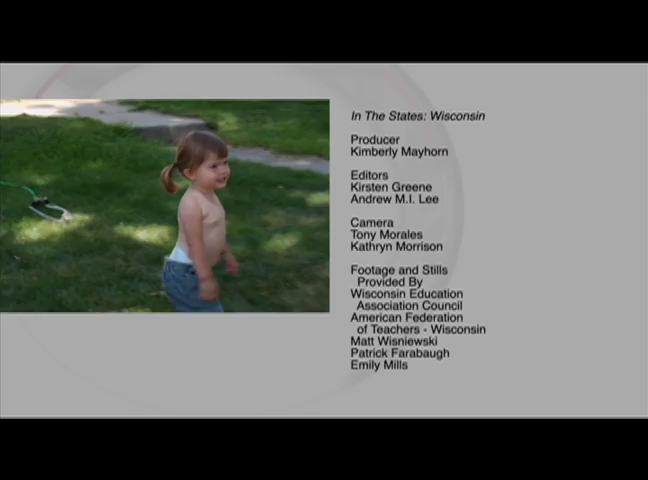 In The States: Wisconsin
Producer
Kimberly Mayhorn
Editors
Kirsten Greene
Andrew M.I. Lee
Camera
Tony Morales
Kathryn Morrison
Footage and Stills
Provided By
Wisconsin Education
Association Council
American Federation
of Teachers - Wisconsin
Matt Wisniewski
Patrick Farabaugh
Emily Mills